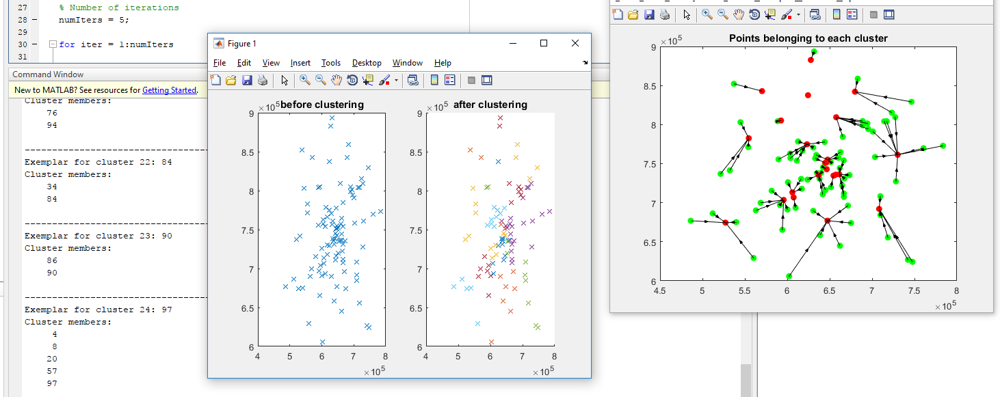 27 % Number of iterations
28 – numIters = 5;
29
30 – for iter = 1:numIters
31
Command Window
New to MATLAB? See resources for Getting Started.
Cluster members:
76
94
Exemplar for cluster 22: 84
Cluster members:
34
84
Exemplar for cluster 23: 90
Cluster members:
86
90
Exemplar for cluster 24: 97
Cluster members:
4
8
20
57
97
Figure 1
File Edit View Insert Tools Desktop Window Help
×10^5 before clustering
9
8.5
8
7.5
7
6.5
6
4 5 6 7 8
×10^5
×10^5 after clustering
9
8.5
8
7.5
7
6.5
6
4 5 6 7 8
×10^5
Points belonging to each cluster
×10^5
9
8.5
8
7.5
7
6.5
6
4.5 5 5.5 6 6.5 7 7.5 8
×10^5